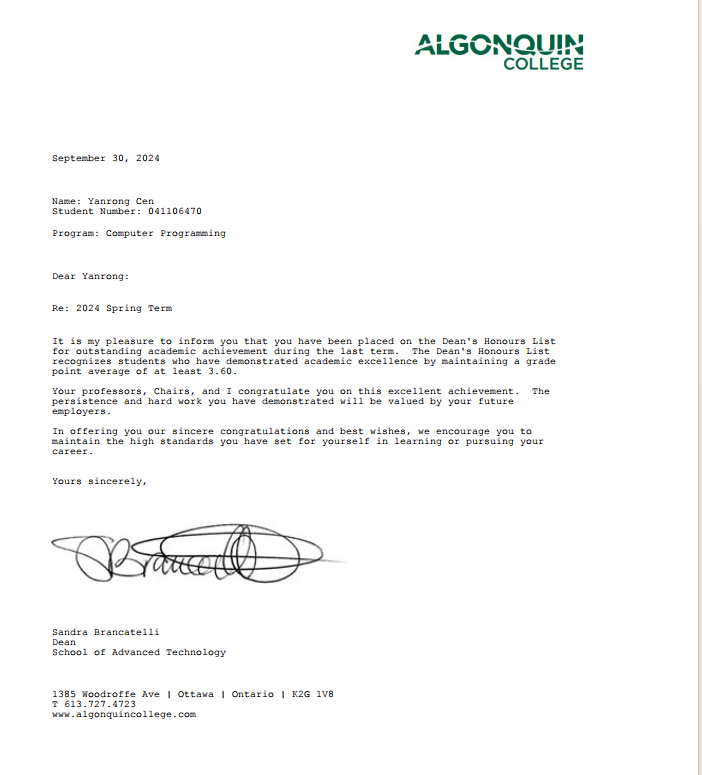 ALGONQUIN
COLLEGE
September 30, 2024
Name: Yanrong Cen
Student Number: 041106470
Program: Computer Programming
Dear Yanrong:
Re: 2024 Spring Term
It is my pleasure to inform you that you have been placed on the Dean's Honours List
for outstanding academic achievement during the last term.  The Dean's Honours List
recognizes students who have demonstrated academic excellence by maintaining a grade
point average of at least 3.60.
Your professors, Chairs, and I congratulate you on this excellent achievement.  The
persistence and hard work you have demonstrated will be valued by your future
employers.
In offering you our sincere congratulations and best wishes, we encourage you to
maintain the high standards you have set for yourself in learning or pursuing your
career.
Yours sincerely,
SBrancatelli
Sandra Brancatelli
Dean
School of Advanced Technology
1385 Woodroffe Ave | Ottawa | Ontario | K2G 1V8
T 613.727.4723
www.algonquincollege.com